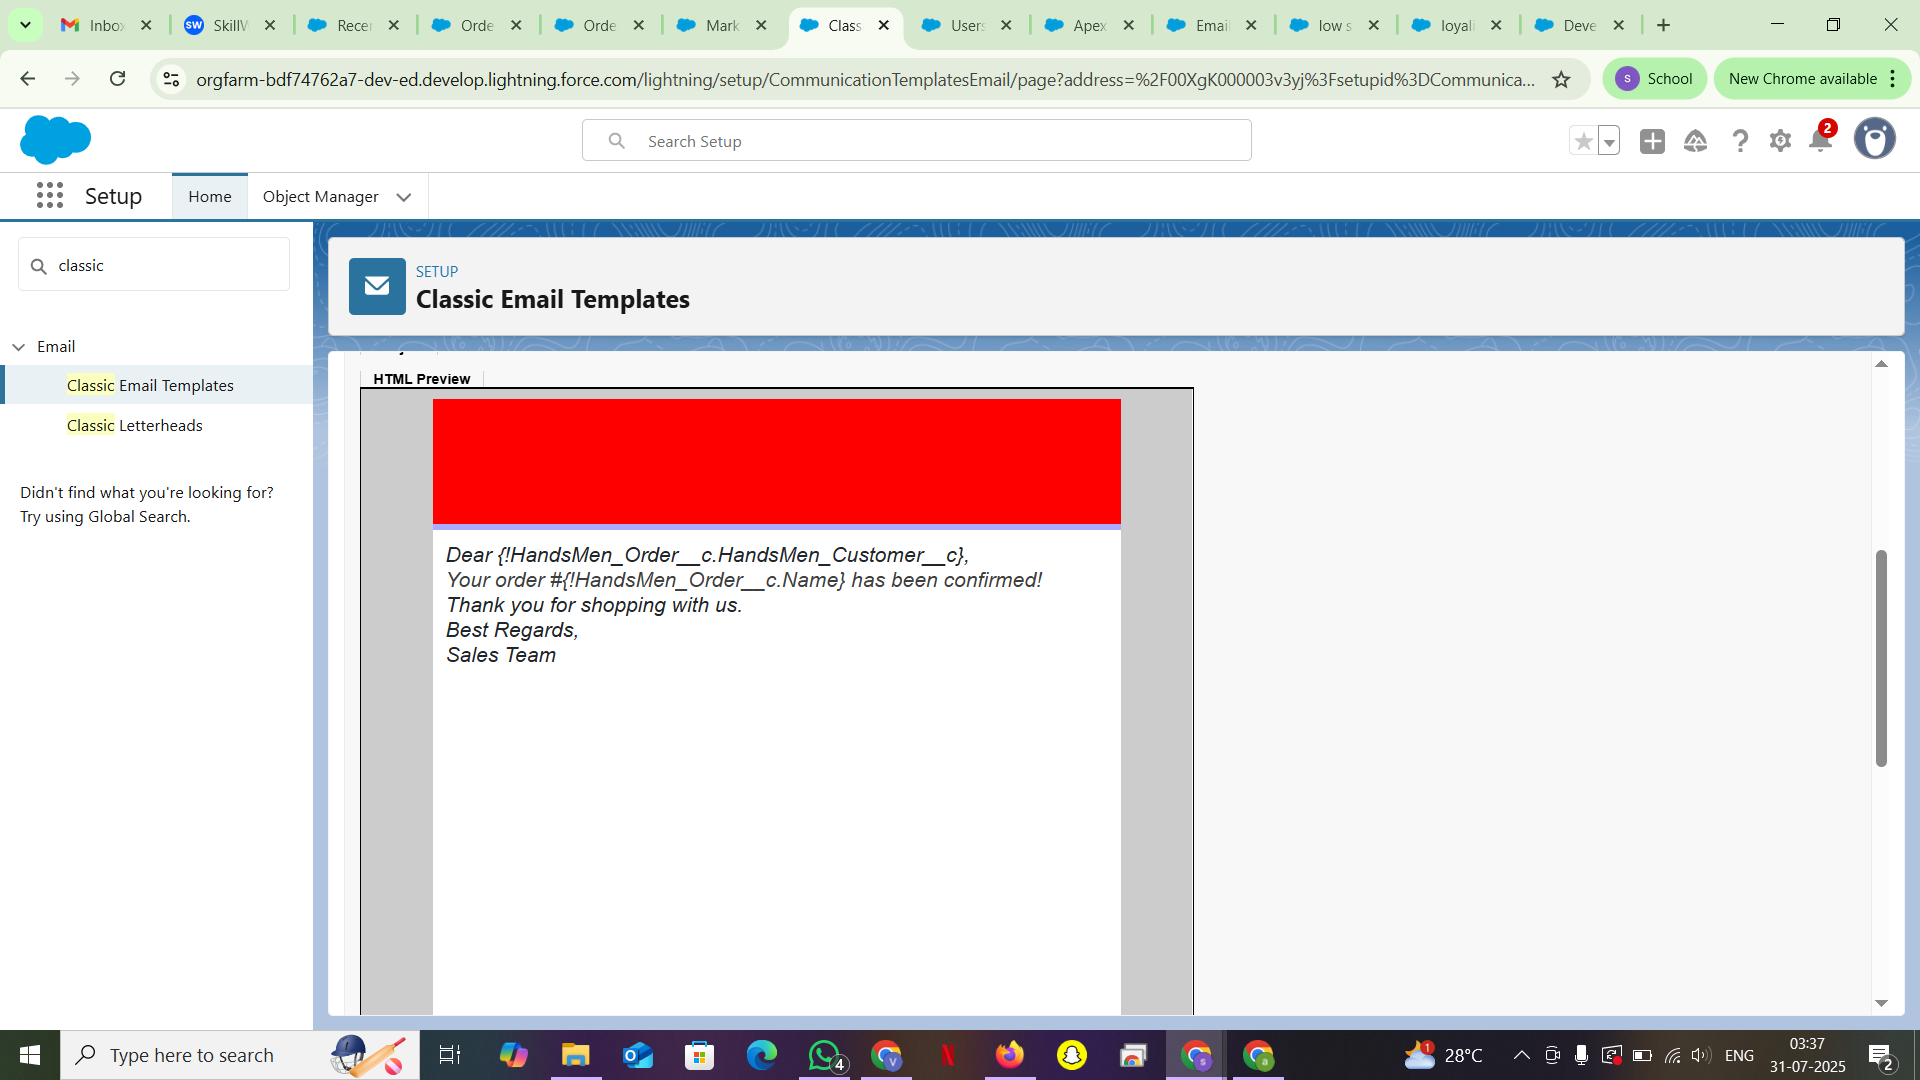 Inbox
SW
SkillW
Recer
Orde
Orde
Mark
Class
Users
Apex
Email
low s
loyali
Deve
orgfarm-bdf74762a7-dev-ed.develop.lightning.force.com/lightning/setup/CommunicationTemplatesEmail/page?address=%2F00XgK000003v3yj%3Fsetupid%3DCommunica...
S
School
New Chrome available
Search Setup
2
Setup
Home
Object Manager
classic
Email
Classic Email Templates
Classic Letterheads
Didn't find what you're looking for?
Try using Global Search.
SETUP
Classic Email Templates
HTML Preview
Dear {!HandsMen_Order__c.HandsMen_Customer__c},
Your order #{!HandsMen_Order__c.Name} has been confirmed!
Thank you for shopping with us.
Best Regards,
Sales Team
Type here to search
4
v
N
s
a
1
28°C
ENG
03:37
31-07-2025
2